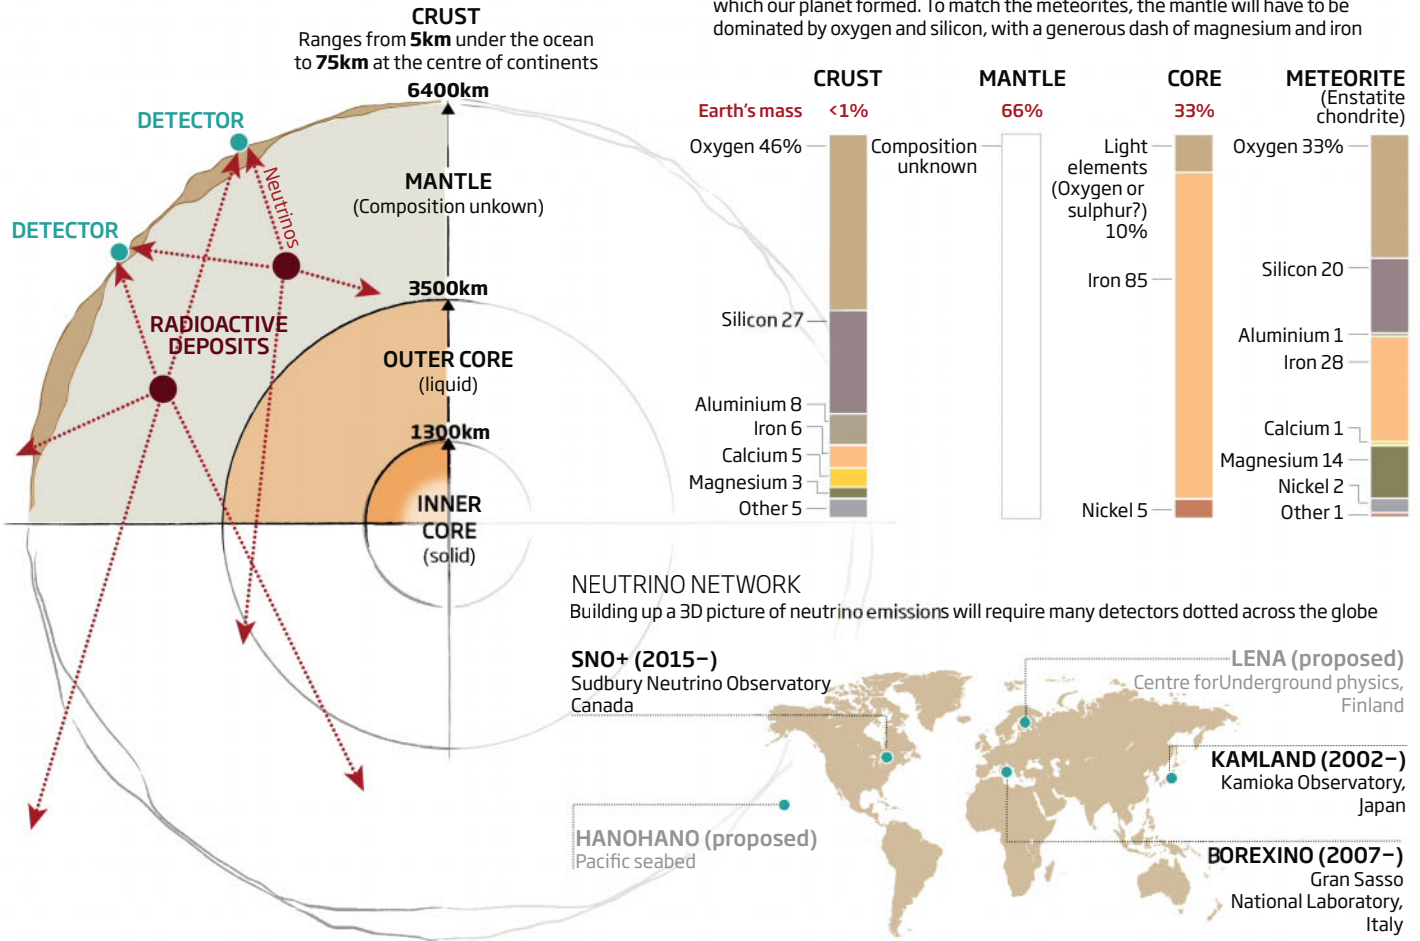 which our planet formed. To match the meteorites, the mantle will have to be
dominated by oxygen and silicon, with a generous dash of magnesium and iron
CRUST
Ranges from 5km under the ocean
to 75km at the centre of continents
6400km
DETECTOR
Neutrinos
MANTLE
(Composition unkown)
DETECTOR
3500km
RADIOACTIVE
DEPOSITS
OUTER CORE
(liquid)
1300km
INNER
CORE
(solid)
CRUST
MANTLE
CORE
METEORITE
(Enstatite
chondrite)
Earth's mass
<1%
66%
33%
Oxygen 46%
Silicon 27
Aluminium 8
Iron 6
Calcium 5
Magnesium 3
Other 5
Composition
unknown
Light
elements
(Oxygen or
sulphur?)
10%
Iron 85
Nickel 5
Oxygen 33%
Silicon 20
Aluminium 1
Iron 28
Calcium 1
Magnesium 14
Nickel 2
Other 1
NEUTRINO NETWORK
Building up a 3D picture of neutrino emissions will require many detectors dotted across the globe
SNO+ (2015–)
Sudbury Neutrino Observatory
Canada
LENA (proposed)
Centre forUnderground physics,
Finland
KAMLAND (2002–)
Kamioka Observatory,
Japan
HANOHANO (proposed)
Pacific seabed
BOREXINO (2007–)
Gran Sasso
National Laboratory,
Italy